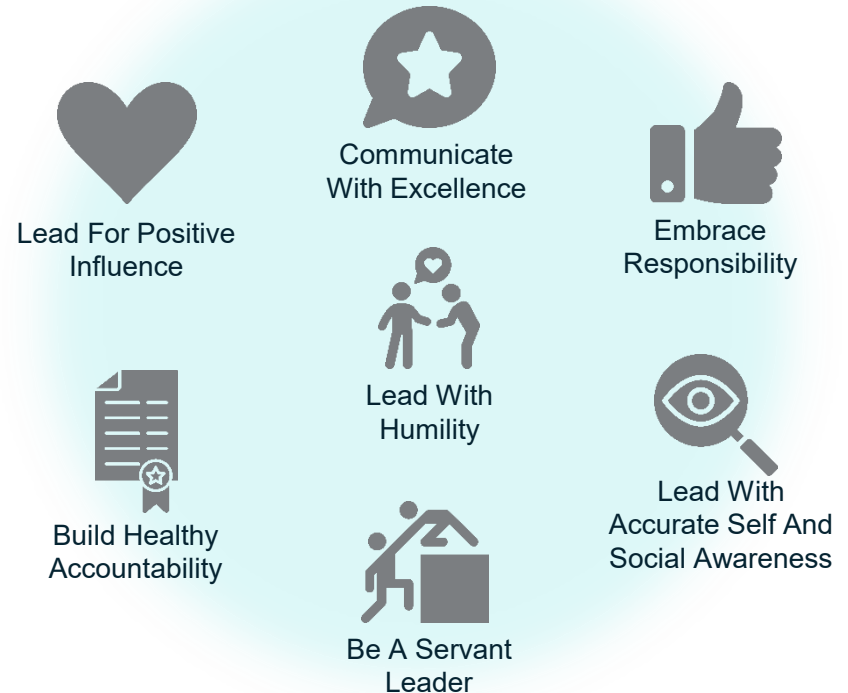 Communicate
With Excellence
Lead For Positive
Influence
Embrace
Responsibility
Lead With
Humility
Build Healthy
Accountability
Lead With
Accurate Self And
Social Awareness
Be A Servant
Leader